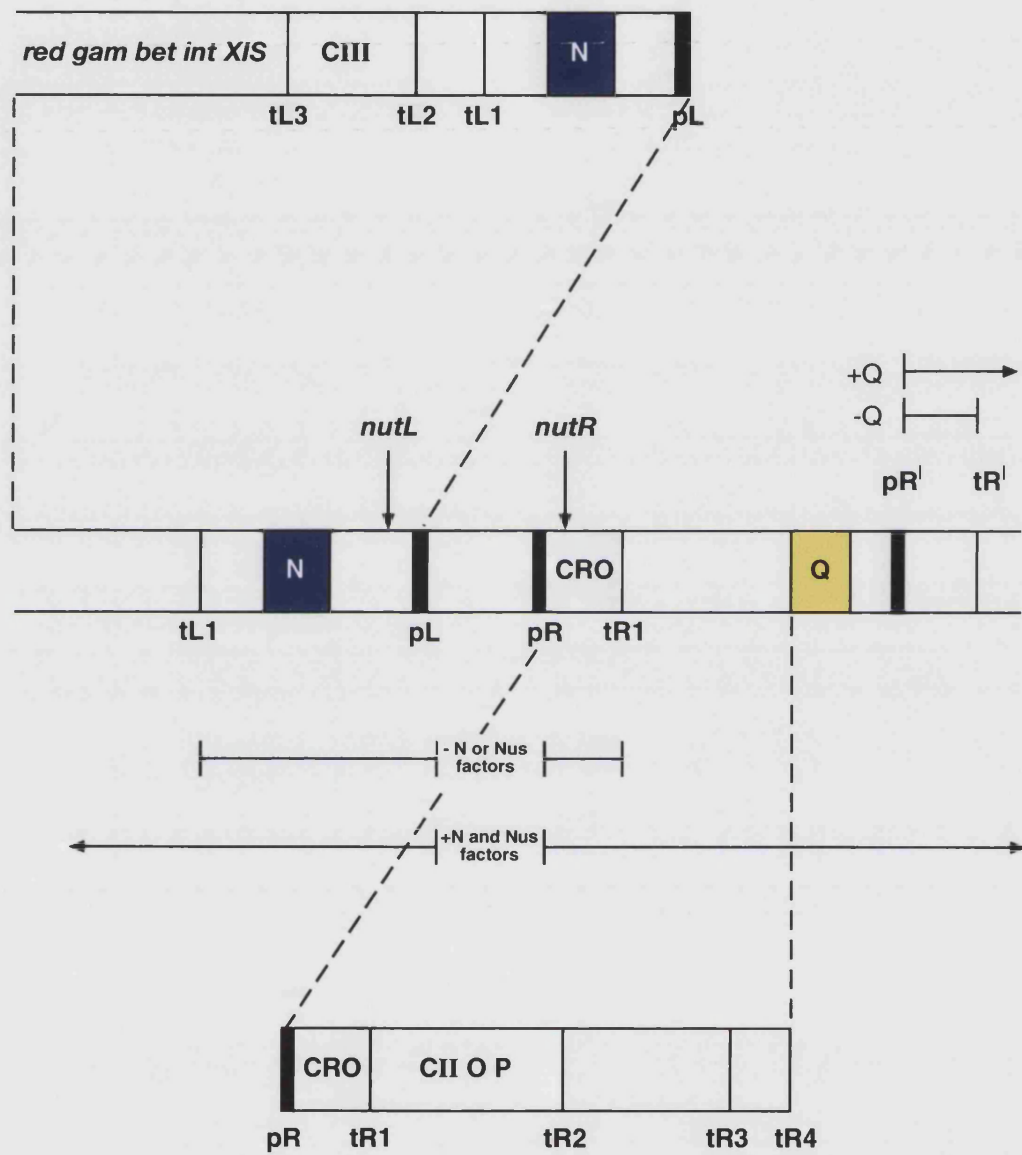 red gam bet int XiS CIII N
tL3 tL2 tL1 pL
+Q
-Q
nutL nutR
pR| tR|
N CRO Q
tL1 pL pR tR1
- N or Nus
factors
+N and Nus
factors
CRO CII O P
pR tR1 tR2 tR3 tR4